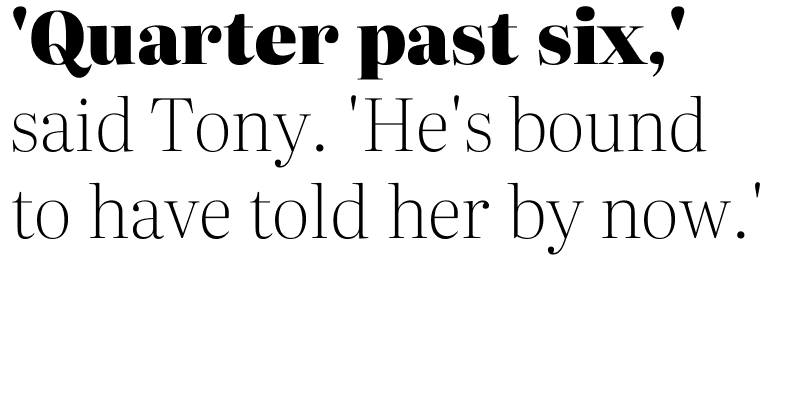 'Quarter past six,'
said Tony. 'He's bound
to have told her by now.'